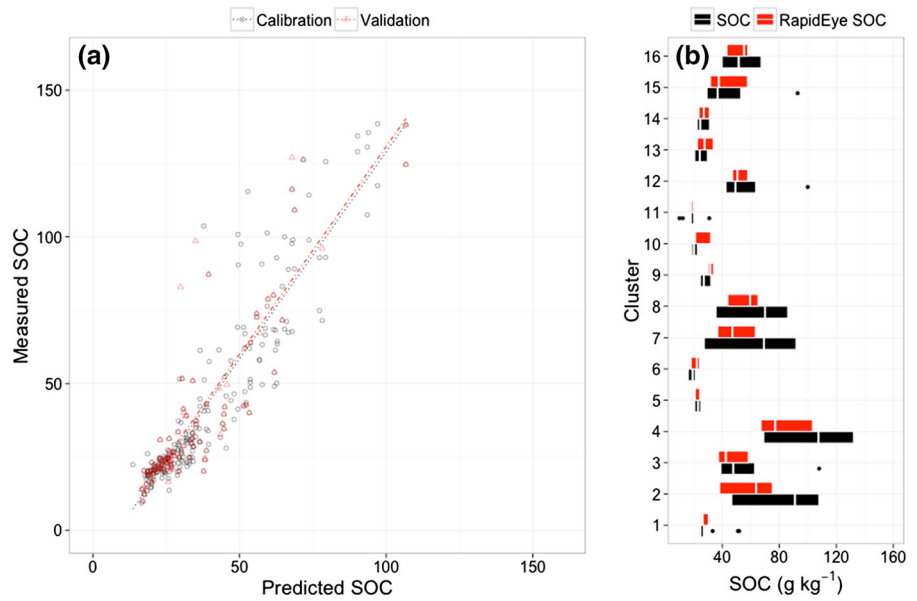 Calibration Validation
SOC RapidEye SOC
(a)
150
100
50
0
Measured SOC
0 50 100 150
Predicted SOC
(b)
16
15
14
13
12
11
10
9
8
7
6
5
4
3
2
1
Cluster
40 80 120 160
SOC (g kg⁻¹)